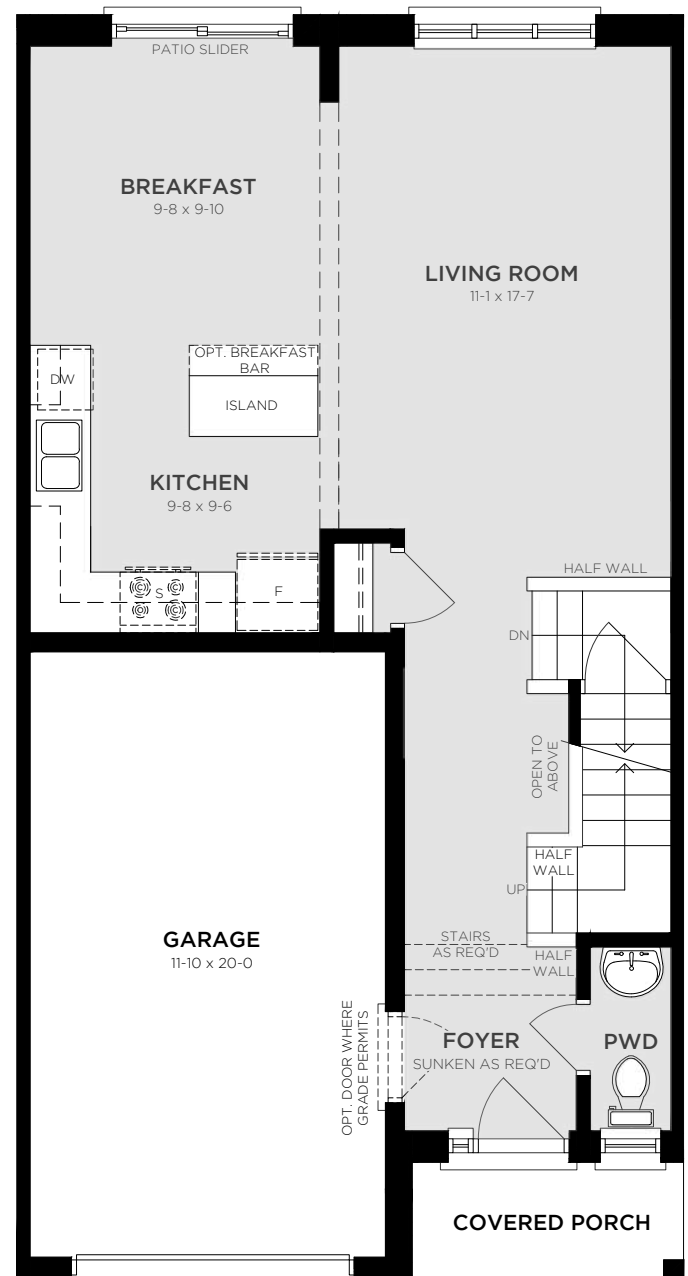 PATIO SLIDER
BREAKFAST
9-8 x 9-10
LIVING ROOM
11-1 x 17-7
OPT. BREAKFAST
BAR
DW
ISLAND
KITCHEN
9-8 x 9-6
HALF WALL
S
F
DN
OPEN TO
ABOVE
HALF
WALL
UP
GARAGE
11-10 x 20-0
STAIRS
AS REQ'D
HALF
WALL
OPT. DOOR WHERE
GRADE PERMITS
FOYER
SUNKEN AS REQ'D
PWD
COVERED PORCH